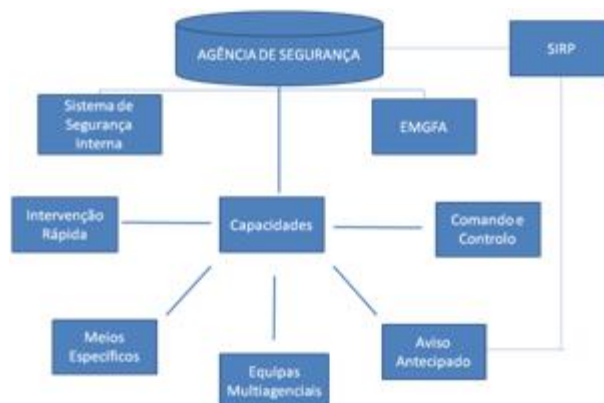 AGÊNCIA DE SEGURANÇA
SIRP
Sistema de
Segurança
Interna
EMGFA
Intervenção
Rápida
Capacidades
Comando e
Controlo
Meios
Específicos
Equipas
Multiagenciais
Aviso
Antecipado